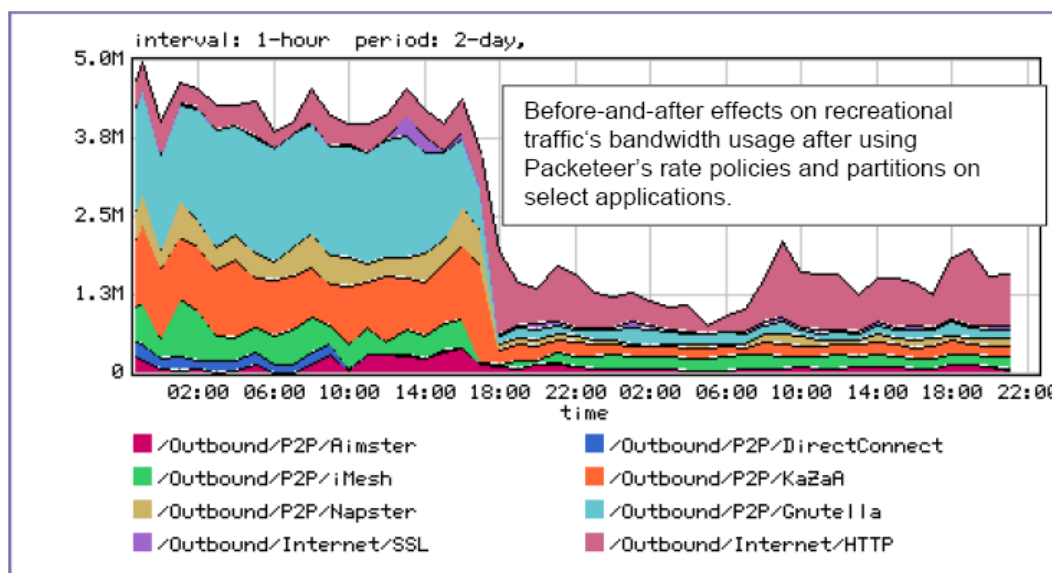 interval: 1-hour  period: 2-day,
5.0M
3.8M
2.5M
1.3M
0
Before-and-after effects on recreational
traffic's bandwidth usage after using
Packeteer's rate policies and partitions on
select applications.
02:00 06:00 10:00 14:00 18:00 22:00 02:00 06:00 10:00 14:00 18:00 22:00
time
/Outbound/P2P/Aimster /Outbound/P2P/DirectConnect
/Outbound/P2P/iMesh /Outbound/P2P/KaZaA
/Outbound/P2P/Napster /Outbound/P2P/Gnutella
/Outbound/Internet/SSL /Outbound/Internet/HTTP